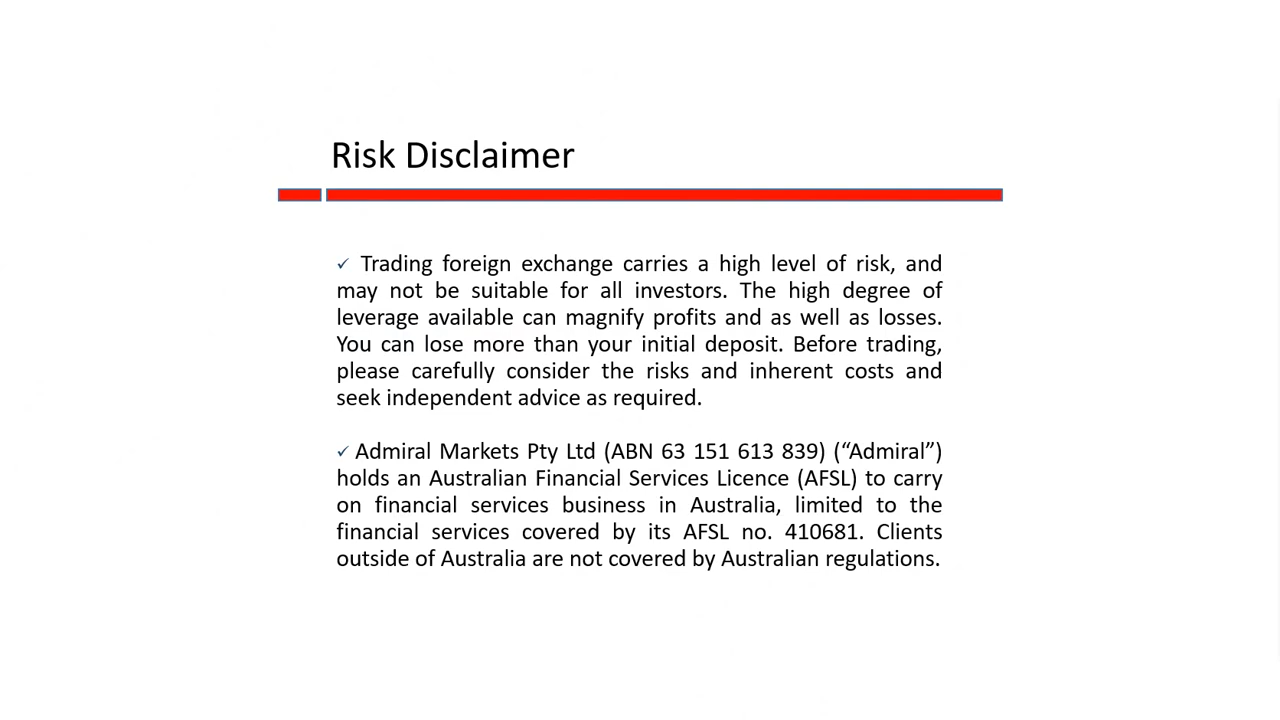 Risk Disclaimer
✓ Trading foreign exchange carries a high level of risk, and
may not be suitable for all investors. The high degree of
leverage available can magnify profits and as well as losses.
You can lose more than your initial deposit. Before trading,
please carefully consider the risks and inherent costs and
seek independent advice as required.
✓ Admiral Markets Pty Ltd (ABN 63 151 613 839) (“Admiral”)
holds an Australian Financial Services Licence (AFSL) to carry
on financial services business in Australia, limited to the
financial services covered by its AFSL no. 410681. Clients
outside of Australia are not covered by Australian regulations.